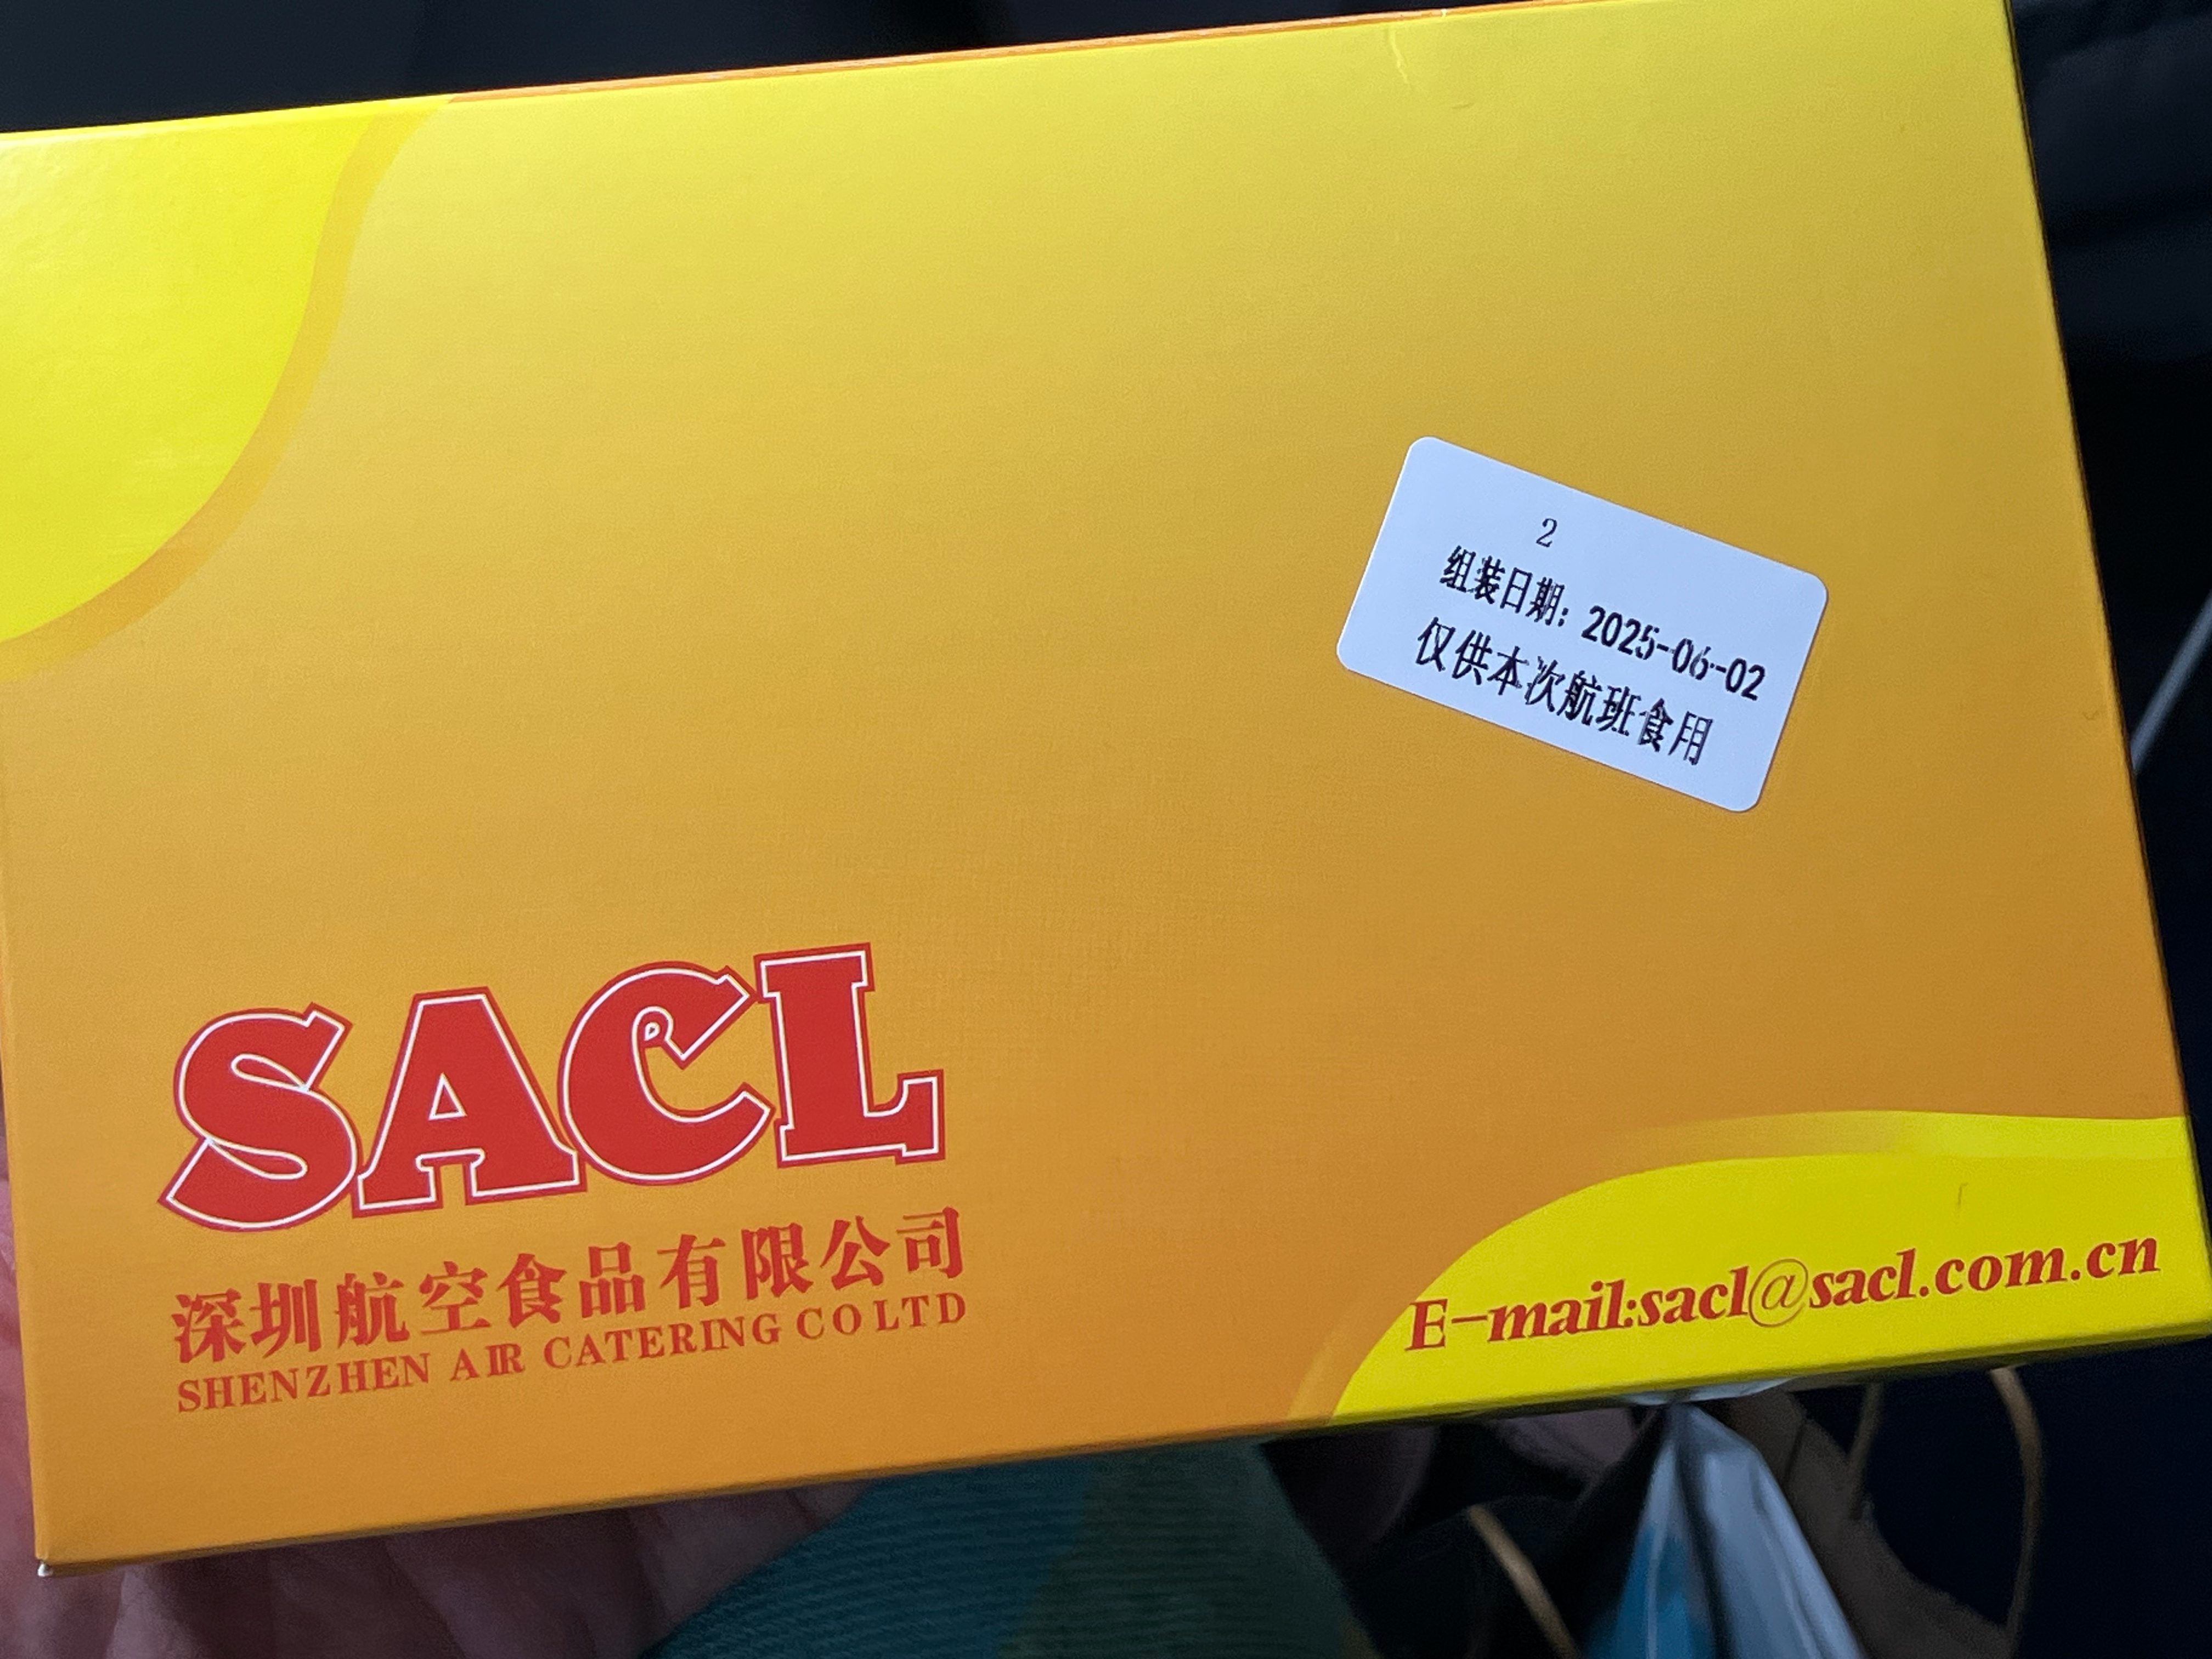 2
组装日期: 2025-06-02
仅供本次航班食用
SACL
深圳航空食品有限公司
SHENZHEN AIR CATERING CO LTD
E-mail:sacl@sacl.com.cn